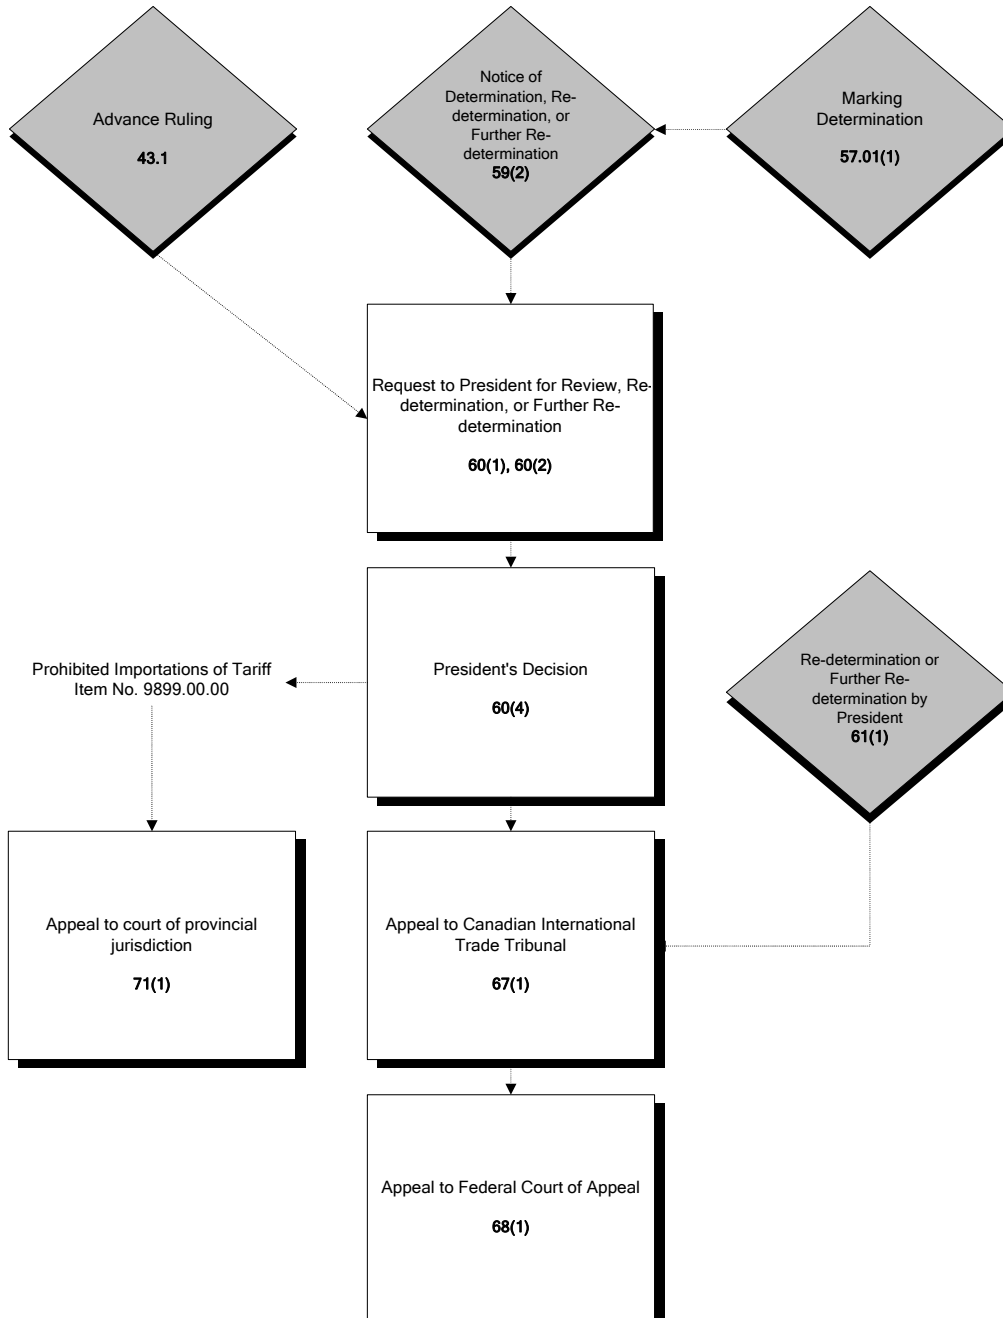 Advance Ruling
43.1
Notice of
Determination, Re-
determination, or
Further Re-
determination
59(2)
Marking
Determination
57.01(1)
Request to President for Review, Re-
determination, or Further Re-
determination
60(1), 60(2)
President's Decision
60(4)
Prohibited Importations of Tariff
Item No. 9899.00.00
Re-determination or
Further Re-
determination by
President
61(1)
Appeal to court of provincial
jurisdiction
71(1)
Appeal to Canadian International
Trade Tribunal
67(1)
Appeal to Federal Court of Appeal
68(1)